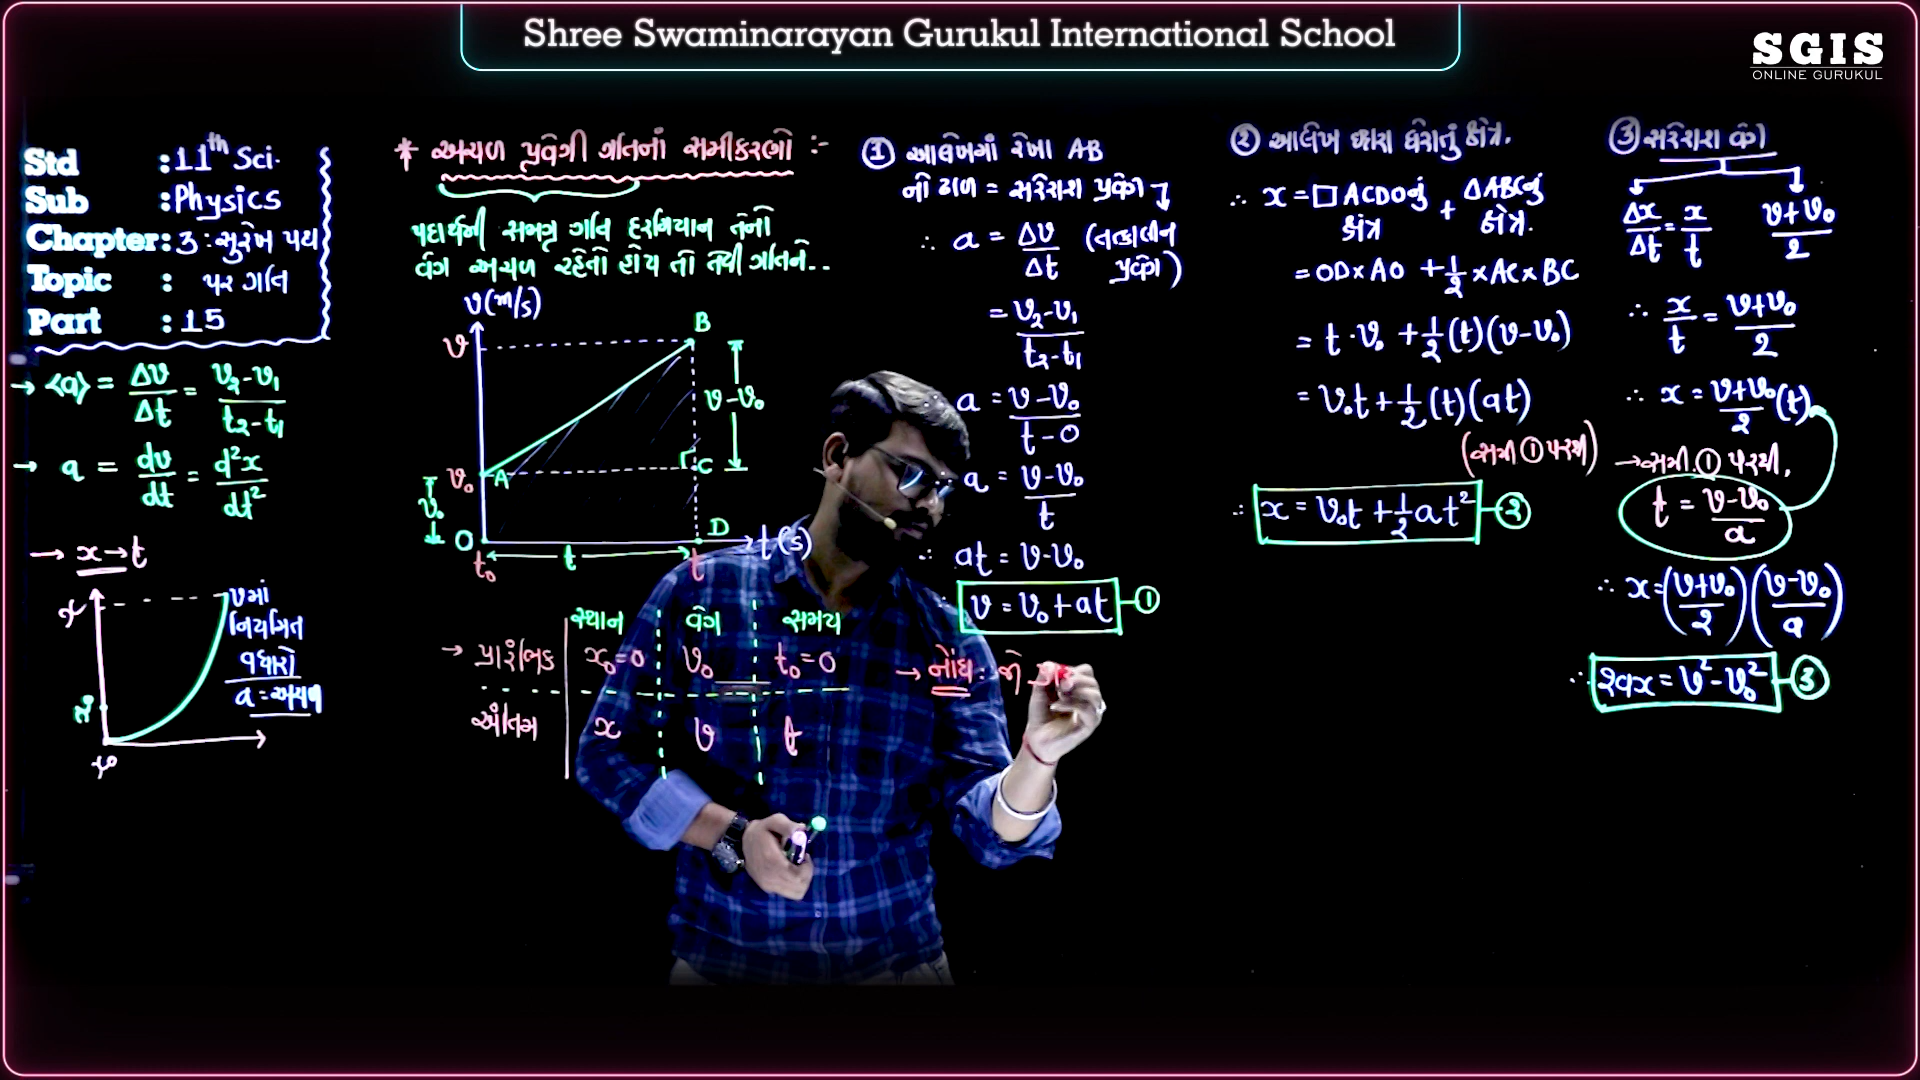 Shree Swaminarayan Gurukul International School
SGIS
ONLINE GURUKUL
Std : 11th Sci.
Sub : Physics
Chapter : 3 : સુરેખ પથ
Topic : પર ગતિ
Part : 15
→ <a> = Δv/Δt = (v₂-v₁)/(t₂-t₁)
→ a = dv/dt = d²x/dt²
→ x→t
vમાં
નિયમિત
વધારો
a = અચળ
* અચળ પ્રવેગી ગતિનાં સમીકરણો :-
પદાર્થની સમગ્ર ગતિ દરમિયાન તેનો
વેગ અચળ રહેતો હોય તો તેવી ગતિને..
v(m/s)
v
B
v-v₀
v₀
A
C
v₀
O
D
t(s)
t₀
t
t
સ્થાન વેગ સમય
→ પ્રારંભિક x₀=0 v₀ t₀=0
અંતિમ x v t
① આલેખમાં રેખા AB
નો ઢાળ = સરેરાશ પ્રવેગ
∴ a = Δv/Δt (તત્કાલીન પ્રવેગ)
= (v₂-v₁)/(t₂-t₁)
a = (v-v₀)/(t-0)
a = (v-v₀)/t
∴ at = v-v₀
∴ v = v₀+at -①
→ નોંધ : જો
② આલેખ દ્વારા ઘેરાતું ક્ષેત્ર.
∴ x = □ACDOનું ક્ષેત્ર + ΔABCનું ક્ષેત્ર.
= OD×AO + ½×AC×BC
= t·v₀ + ½(t)(v-v₀)
= v₀t + ½(t)(at)
(સમી ① પરથી)
∴ x = v₀t + ½at² -②
③ સરેરાશ વેગ
Δx/Δt = x/t
(v+v₀)/2
∴ x/t = (v+v₀)/2
∴ x = (v+v₀)/2 (t)
→ સમી.① પરથી,
t = (v-v₀)/a
∴ x = ((v+v₀)/2)((v-v₀)/a)
∴ 2ax = v²-v₀² -③